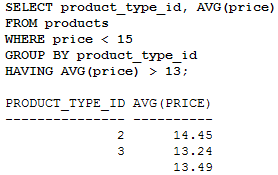 SELECT product_type_id, AVG(price)
FROM products
WHERE price < 15
GROUP BY product_type_id
HAVING AVG(price) > 13;
PRODUCT_TYPE_ID AVG(PRICE)
--------------- ----------
2 14.45
3 13.24
13.49